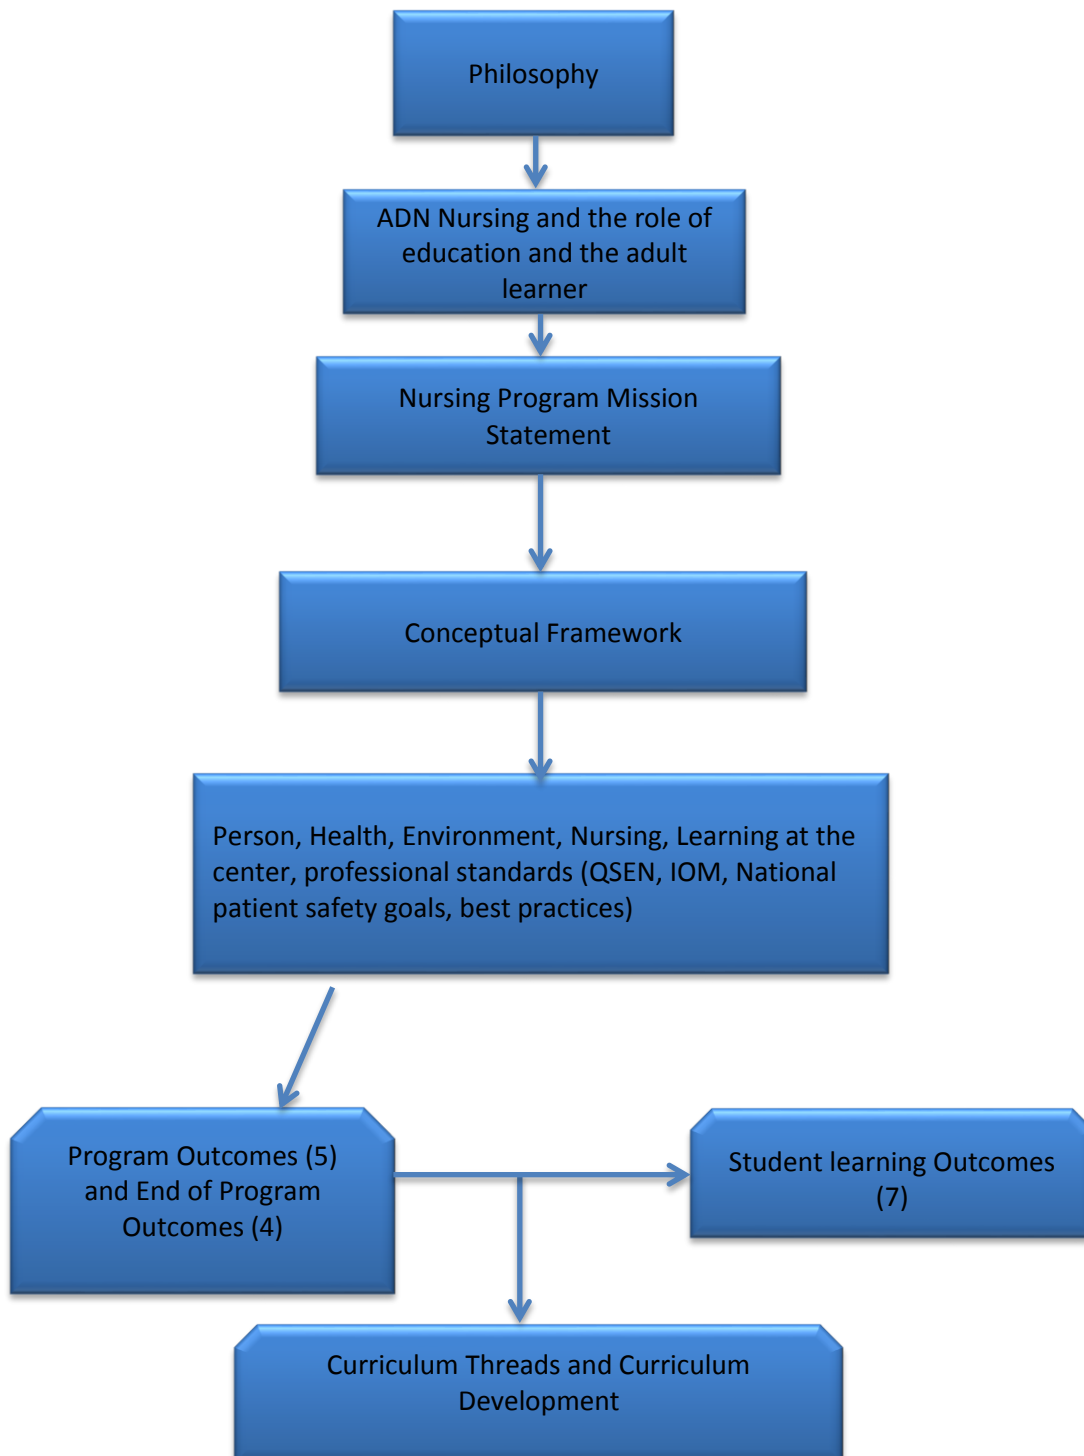 Philosophy
ADN Nursing and the role of
education and the adult
learner
Nursing Program Mission
Statement
Conceptual Framework
Person, Health, Environment, Nursing, Learning at the
center, professional standards (QSEN, IOM, National
patient safety goals, best practices)
Program Outcomes (5)
and End of Program
Outcomes (4)
Student learning Outcomes
(7)
Curriculum Threads and Curriculum
Development